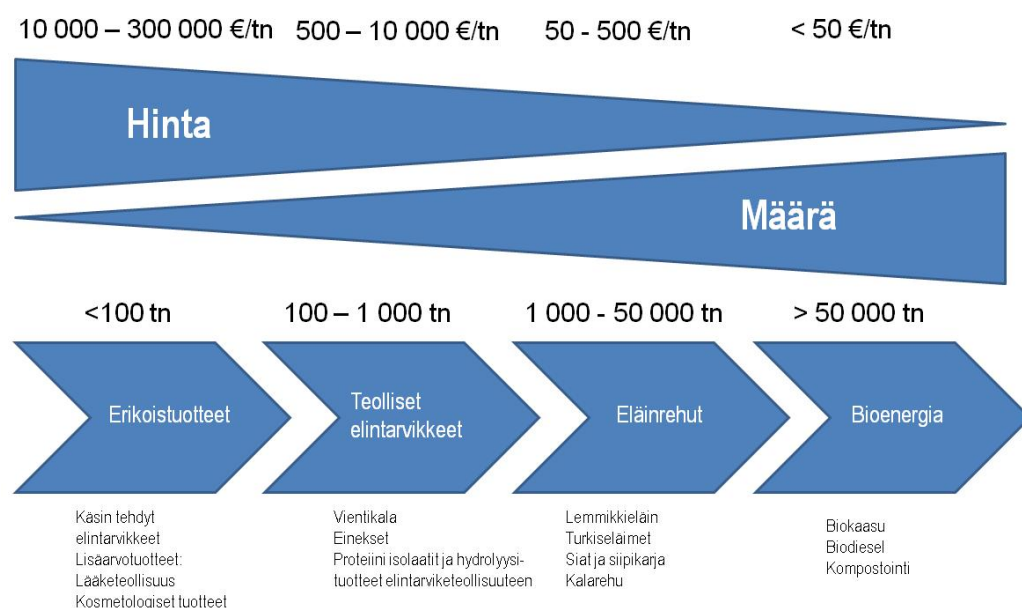 10 000 – 300 000 €/tn
500 – 10 000 €/tn
50 - 500 €/tn
< 50 €/tn
Hinta
Määrä
<100 tn
100 – 1 000 tn
1 000 - 50 000 tn
> 50 000 tn
Erikoistuotteet
Teolliset
elintarvikkeet
Eläinrehut
Bioenergia
Käsin tehdyt
elintarvikkeet
Lisäarvotuotteet:
Lääketeollisuus
Kosmetologiset tuotteet
Vientikala
Einekset
Proteiini isolaatit ja hydrolyysi-
tuotteet elintarviketeollisuuteen
Lemmikkieläin
Turkiseläimet
Siat ja siipikarja
Kalarehu
Biokaasu
Biodiesel
Kompostointi